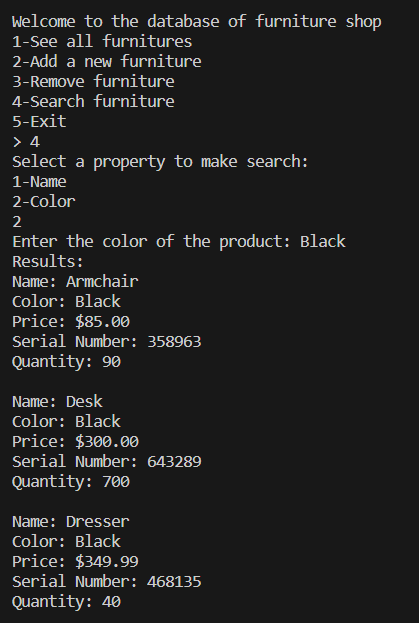 Welcome to the database of furniture shop
1-See all furnitures
2-Add a new furniture
3-Remove furniture
4-Search furniture
5-Exit
> 4
Select a property to make search:
1-Name
2-Color
2
Enter the color of the product: Black
Results:
Name: Armchair
Color: Black
Price: $85.00
Serial Number: 358963
Quantity: 90

Name: Desk
Color: Black
Price: $300.00
Serial Number: 643289
Quantity: 700

Name: Dresser
Color: Black
Price: $349.99
Serial Number: 468135
Quantity: 40